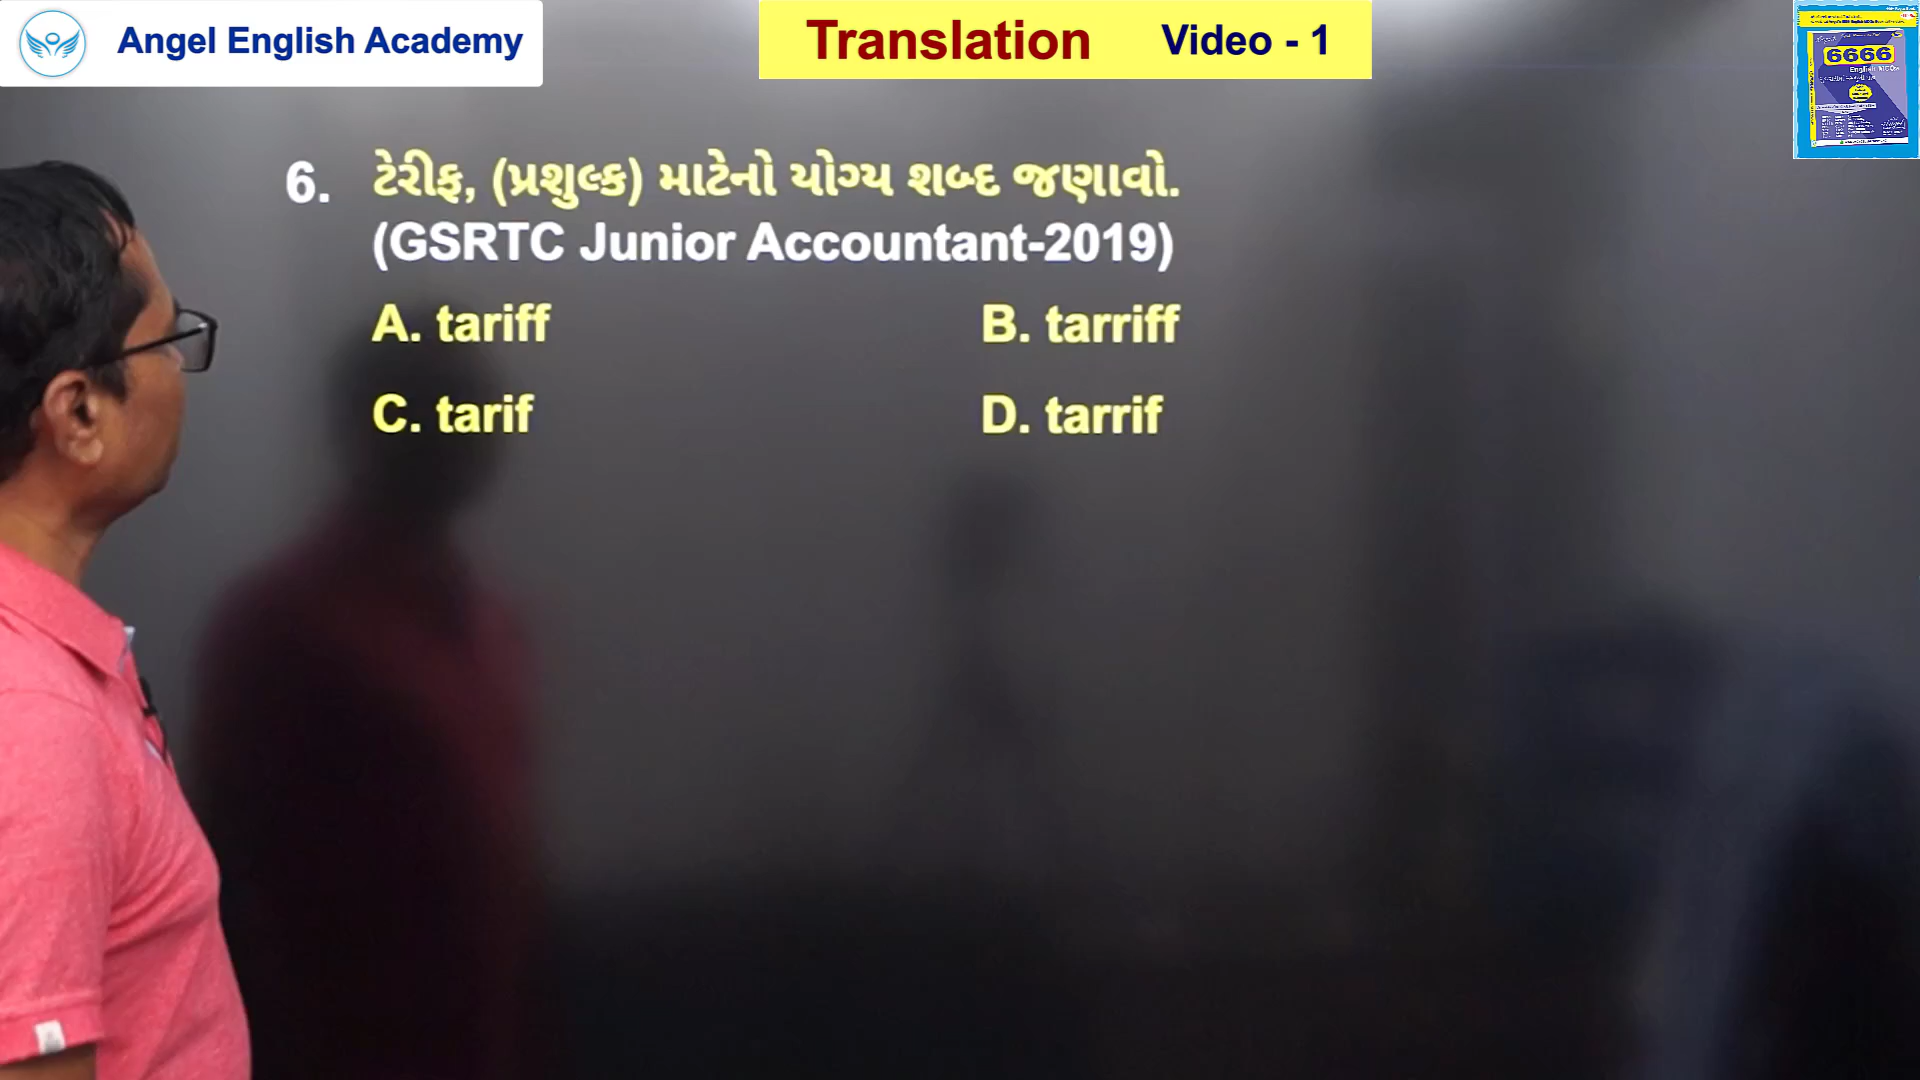 Angel English Academy
Translation Video - 1
6666
6. ટેરીફ, (પ્રશુલ્ક) માટેનો યોગ્ય શબ્દ જણાવો.
(GSRTC Junior Accountant-2019)
A. tariff B. tarriff
C. tarif D. tarrif